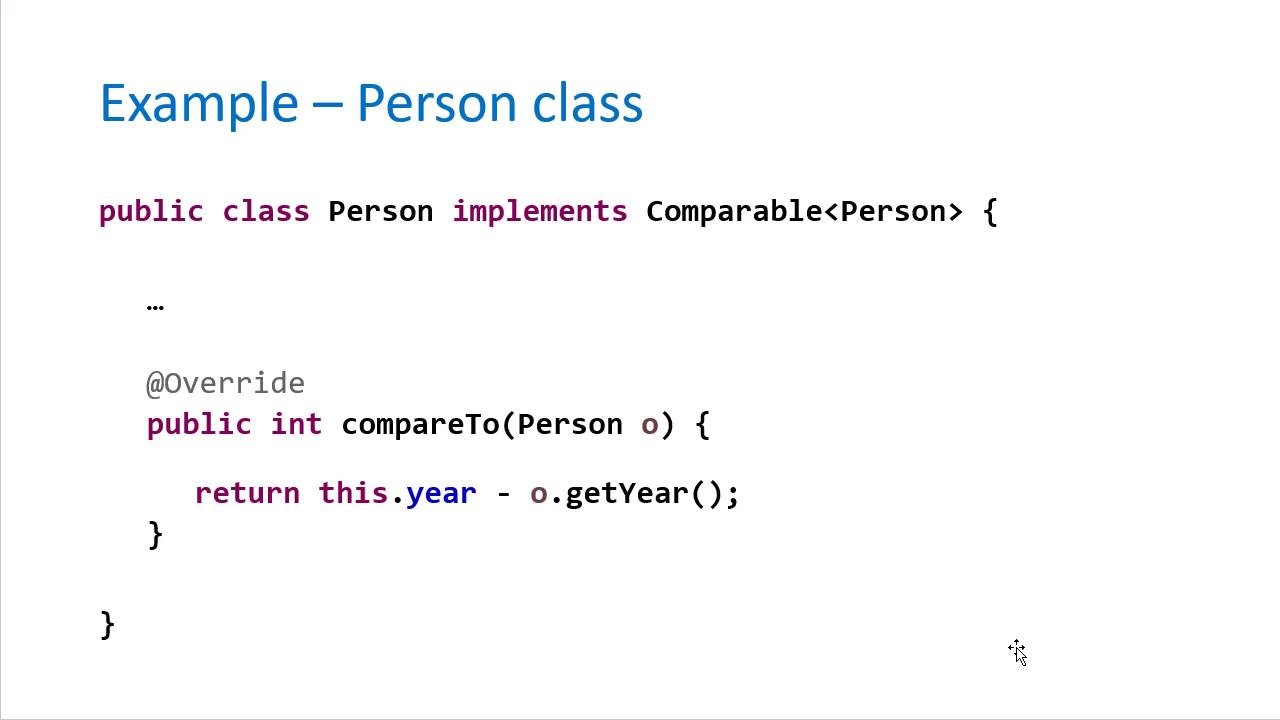 Example – Person class
public class Person implements Comparable<Person> {
…
@Override
public int compareTo(Person o) {
return this.year - o.getYear();
}
}